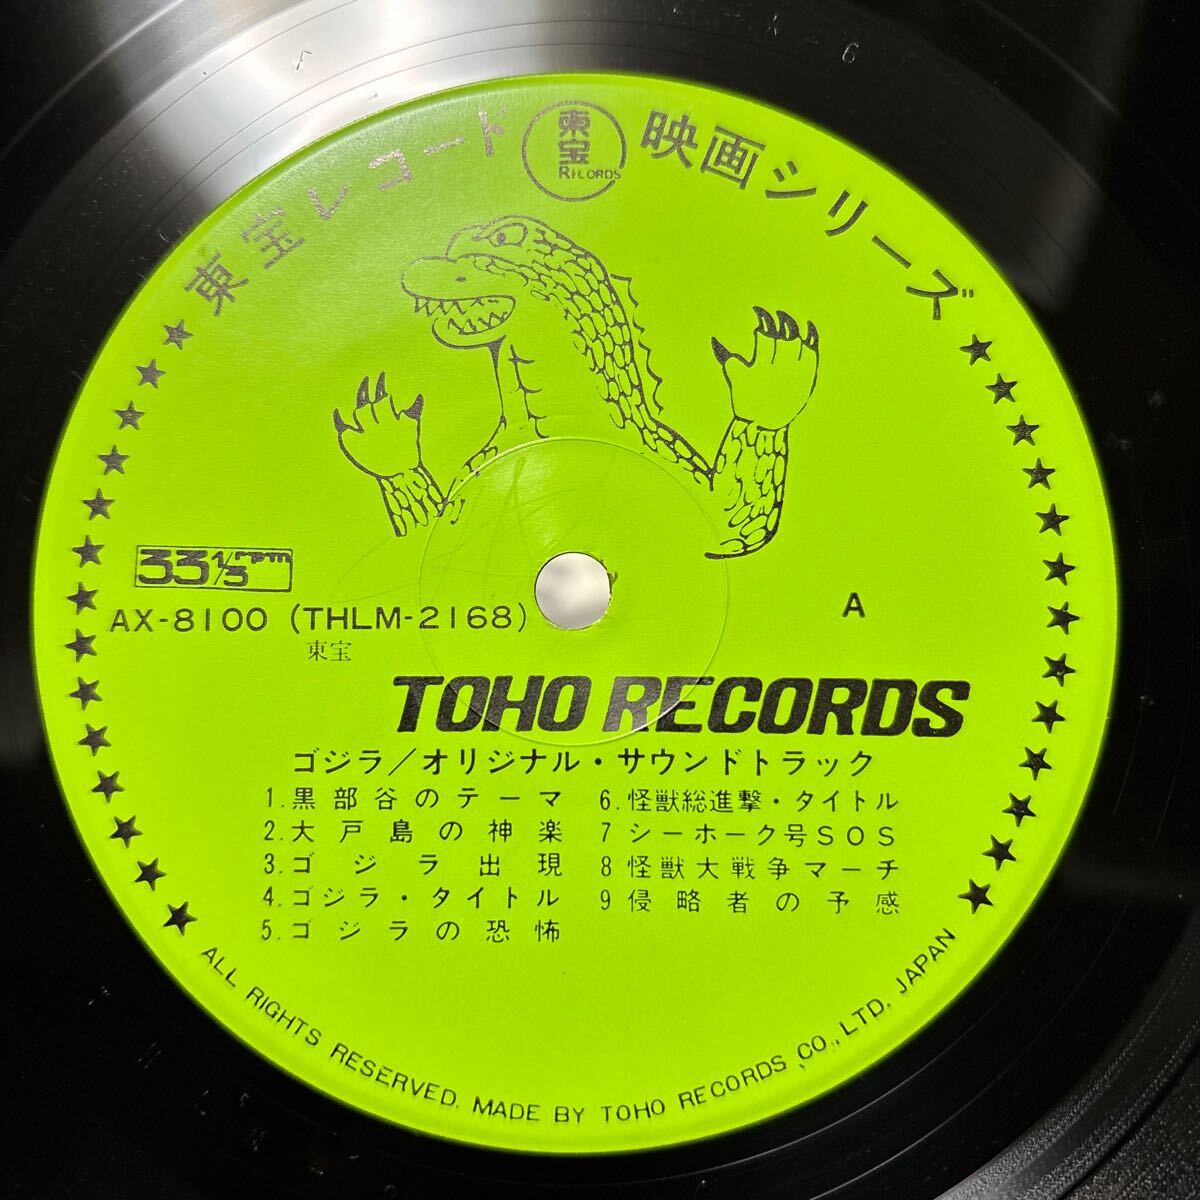 東宝レコード 東宝 RECORDS 映画シリーズ
33 1/3 rpm
AX-8100 (THLM-2168)
東宝
A
TOHO RECORDS
ゴジラ/オリジナル・サウンドトラック
1. 黒部谷のテーマ
2. 大戸島の神楽
3. ゴジラ出現
4. ゴジラ・タイトル
5. ゴジラの恐怖
6. 怪獣総進撃・タイトル
7 シーホーク号SOS
8 怪獣大戦争マーチ
9 侵略者の予感
ALL RIGHTS RESERVED. MADE BY TOHO RECORDS CO., LTD. JAPAN